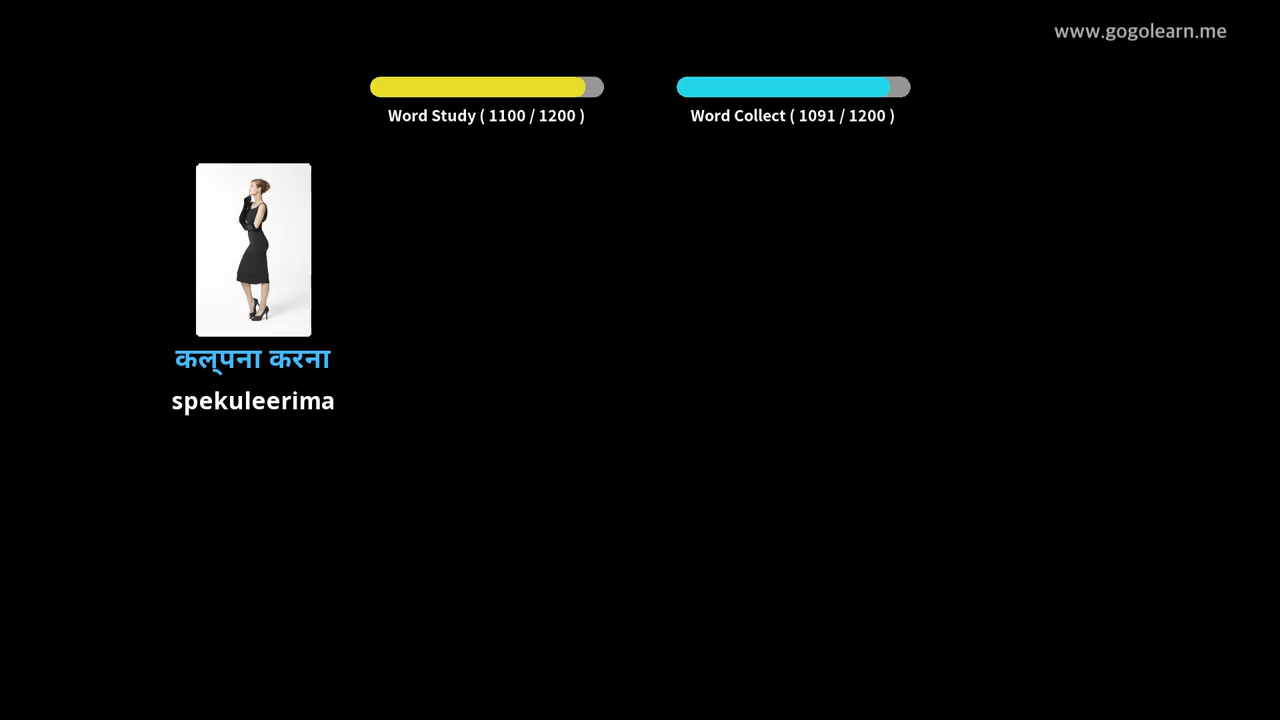 www.gogolearn.me
Word Study ( 1100 / 1200 )
Word Collect ( 1091 / 1200 )
कल्पना करना
spekuleerima